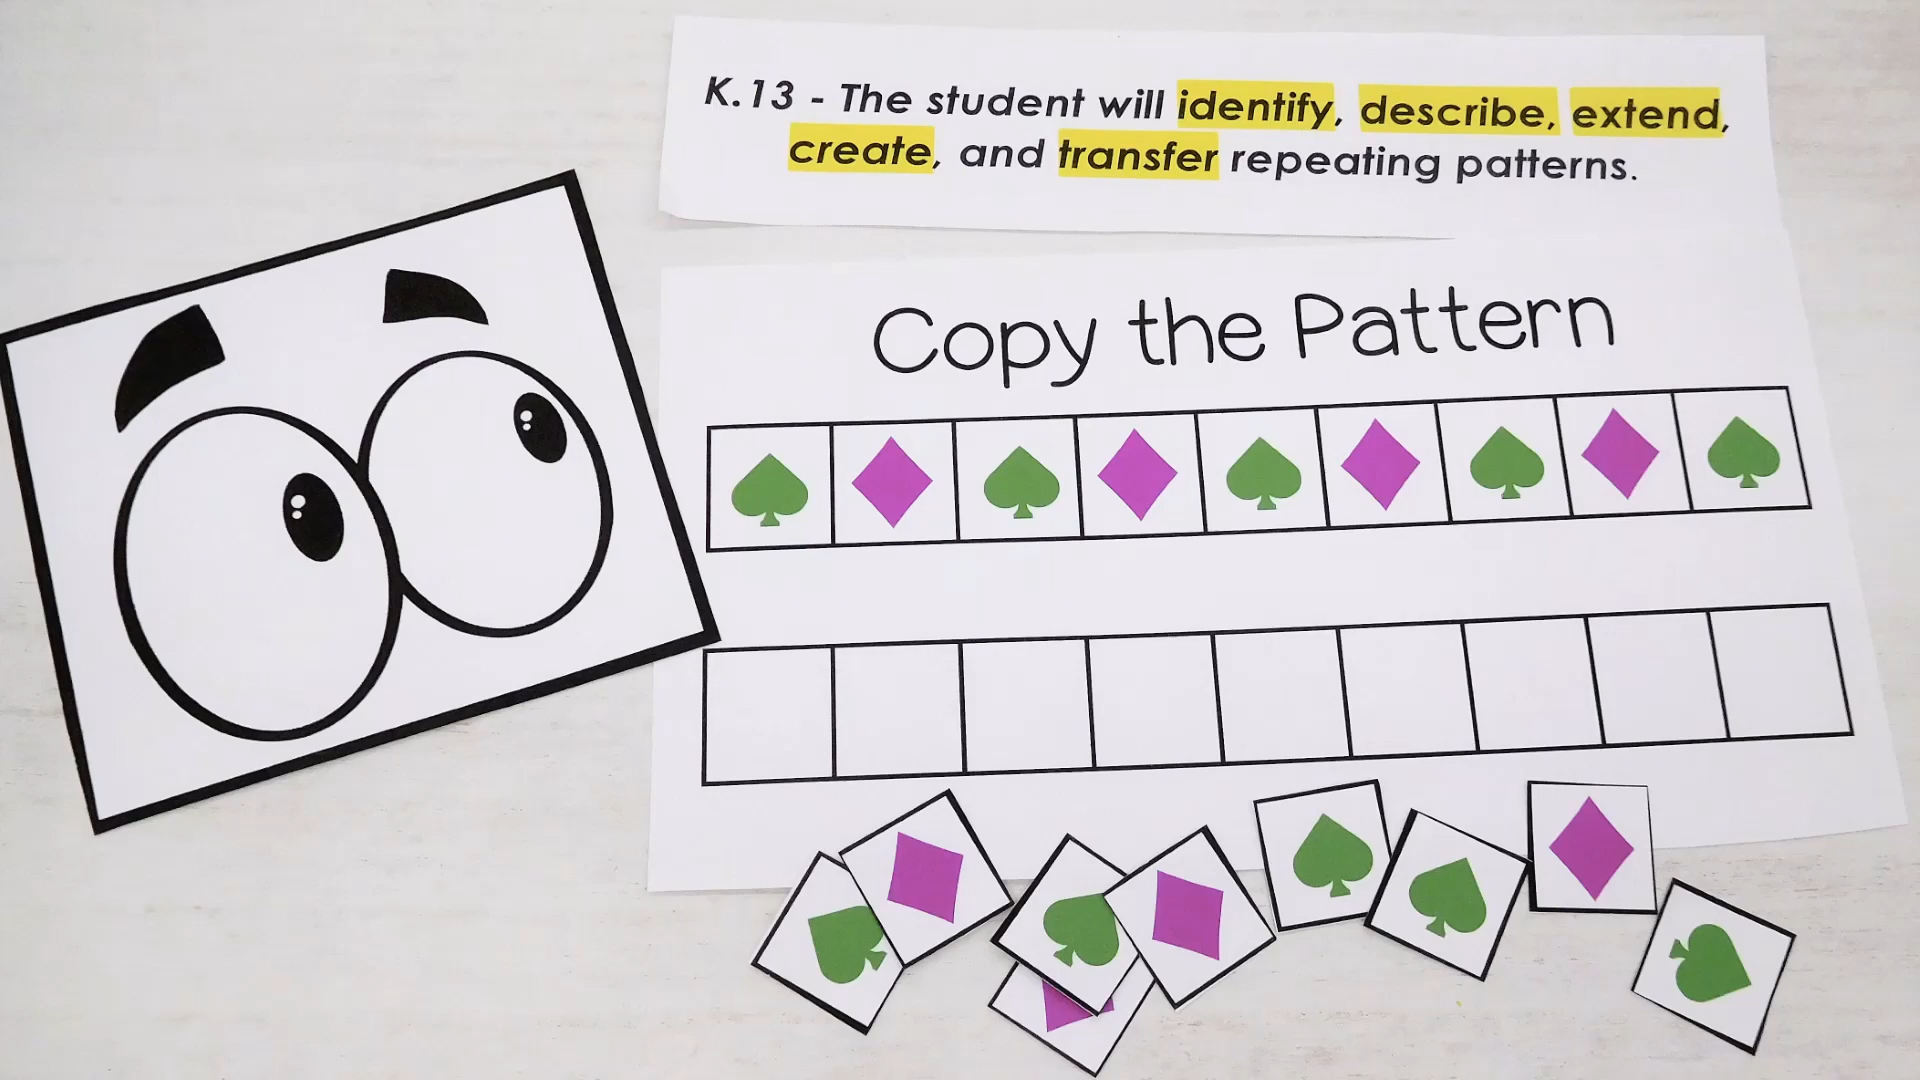 K.13 - The student will identify, describe, extend,
create, and transfer repeating patterns.
Copy the Pattern